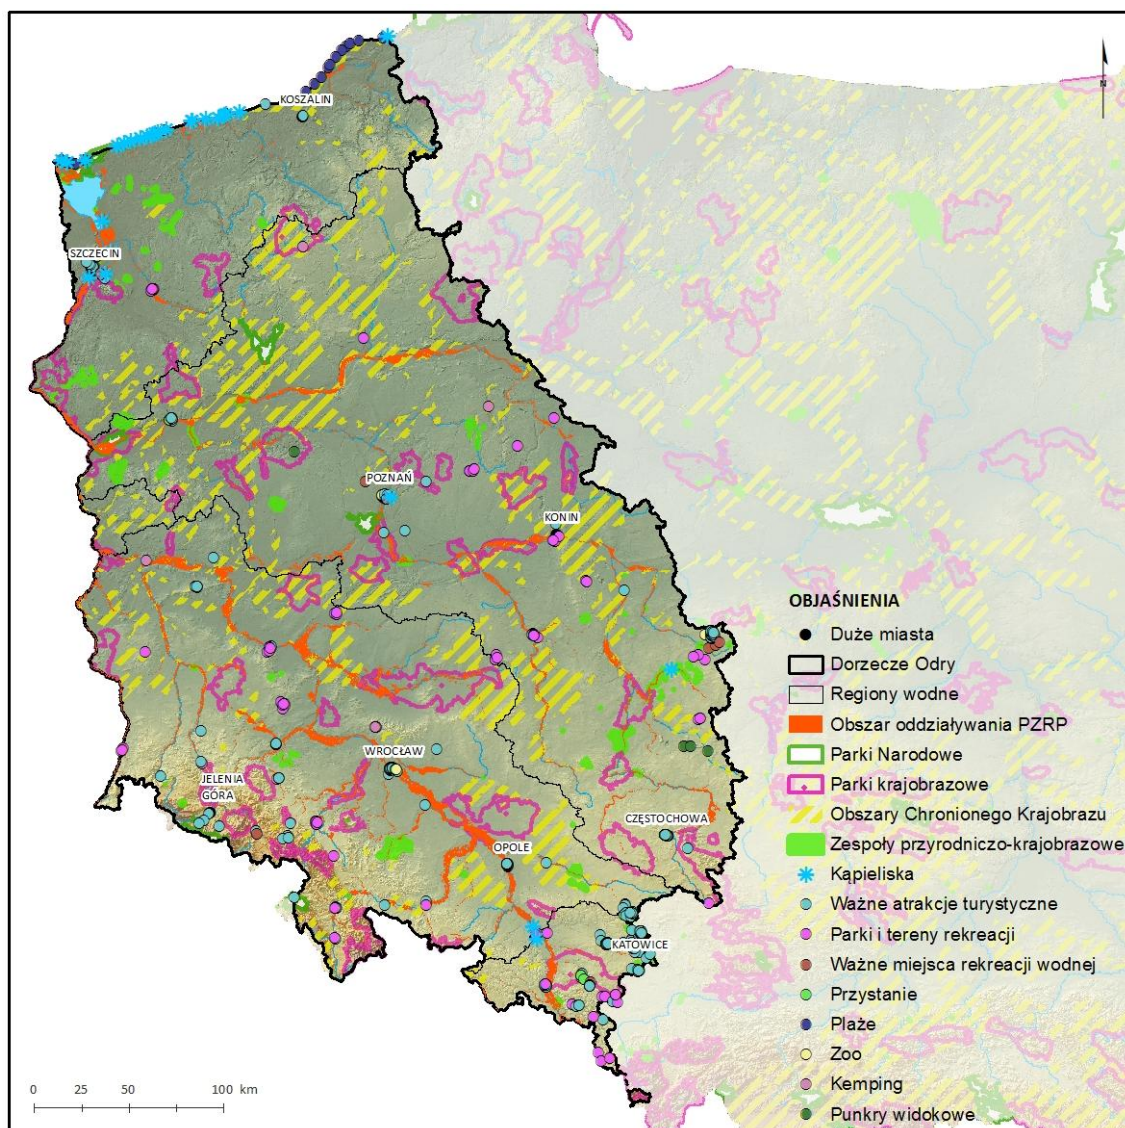 N
KOSZALIN
SZCZECIN
POZNAŃ
KONIN
WROCŁAW
JELENIA
GÓRA
CZĘSTOCHOWA
OPOLE
KATOWICE
OBJAŚNIENIA
Duże miasta
Dorzecze Odry
Regiony wodne
Obszar oddziaływania PZRP
Parki Narodowe
Parki krajobrazowe
Obszary Chronionego Krajobrazu
Zespoły przyrodniczo-krajobrazowe
Kąpieliska
Ważne atrakcje turystyczne
Parki i tereny rekreacji
Ważne miejsca rekreacji wodnej
Przystanie
Plaże
Zoo
Kemping
Punkry widokowe
0 25 50 100 km